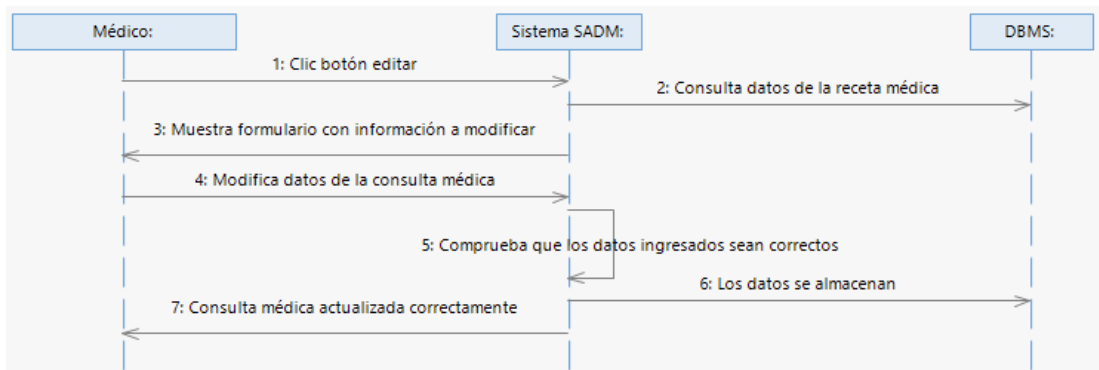 Médico:
Sistema SADM:
DBMS:
1: Clic botón editar
2: Consulta datos de la receta médica
3: Muestra formulario con información a modificar
4: Modifica datos de la consulta médica
5: Comprueba que los datos ingresados sean correctos
6: Los datos se almacenan
7: Consulta médica actualizada correctamente